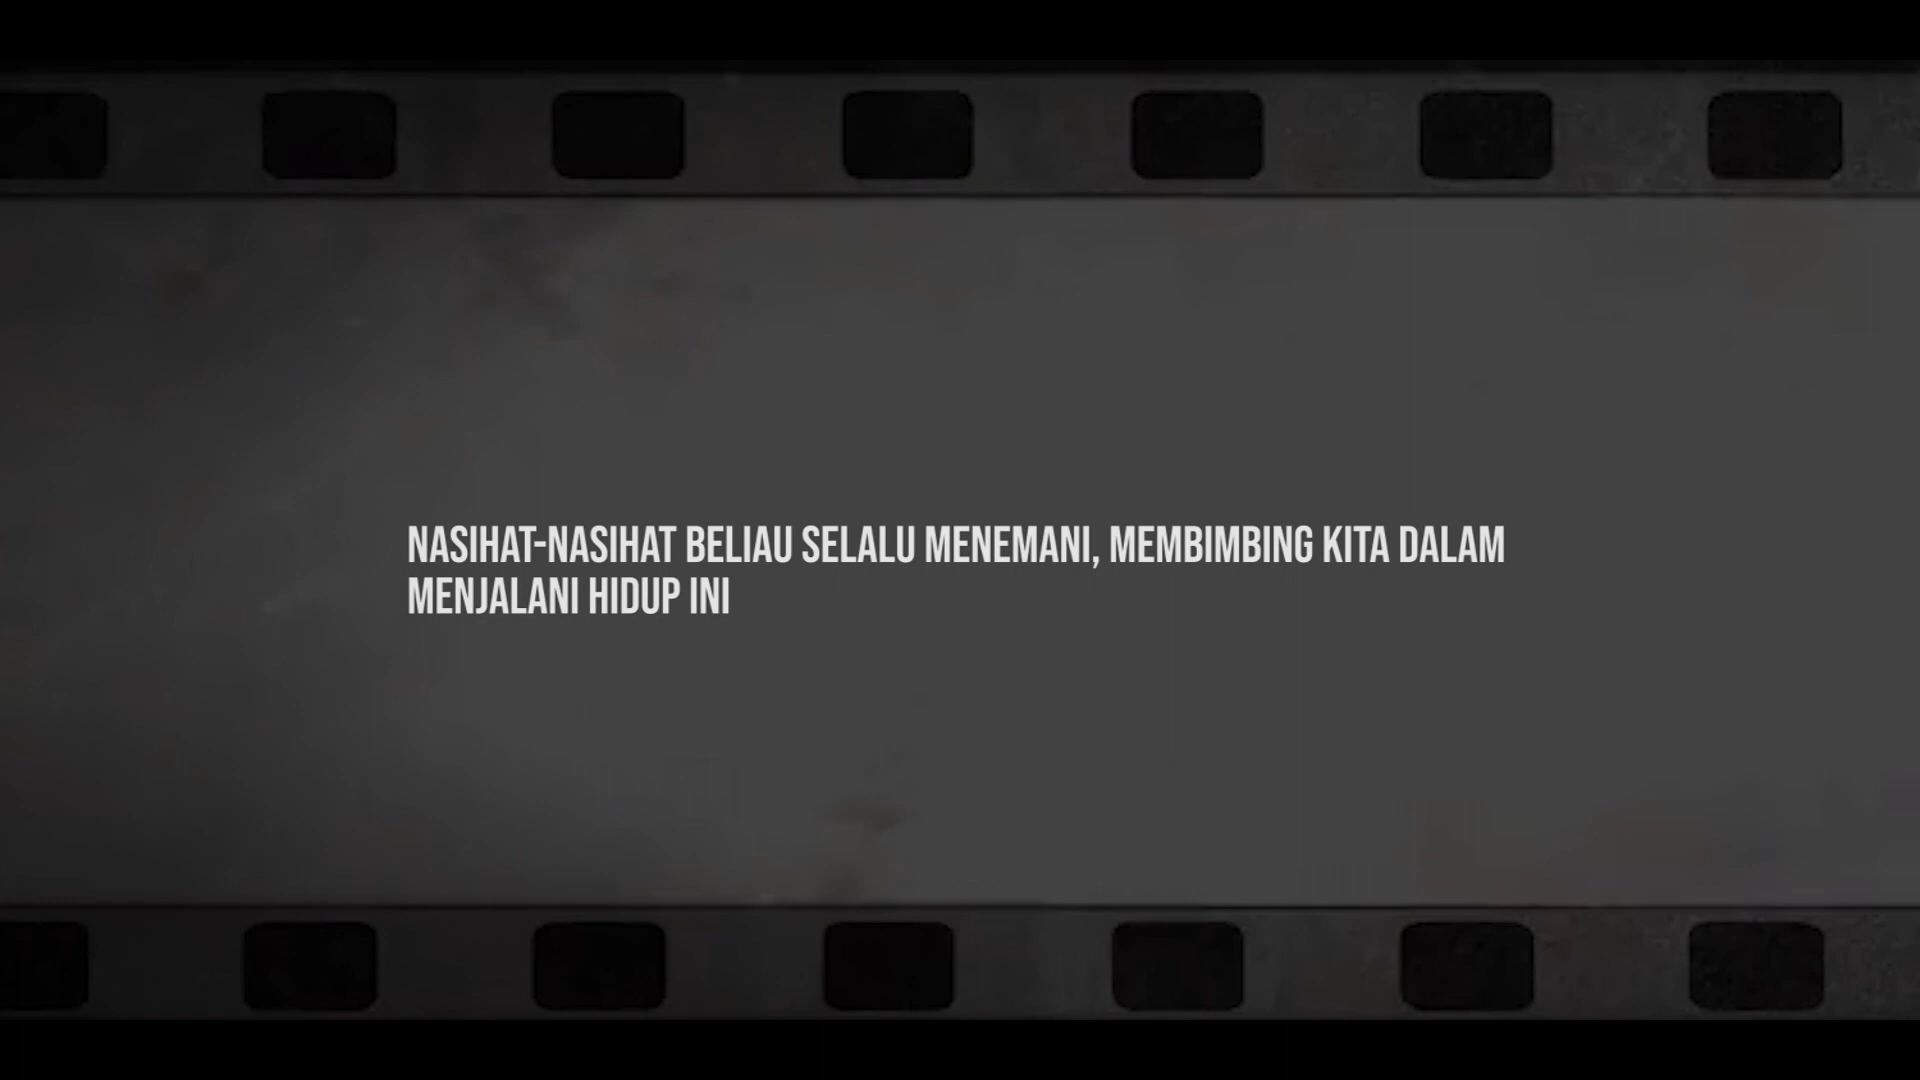 NASIHAT-NASIHAT BELIAU SELALU MENEMANI, MEMBIMBING KITA DALAM
MENJALANI HIDUP INI